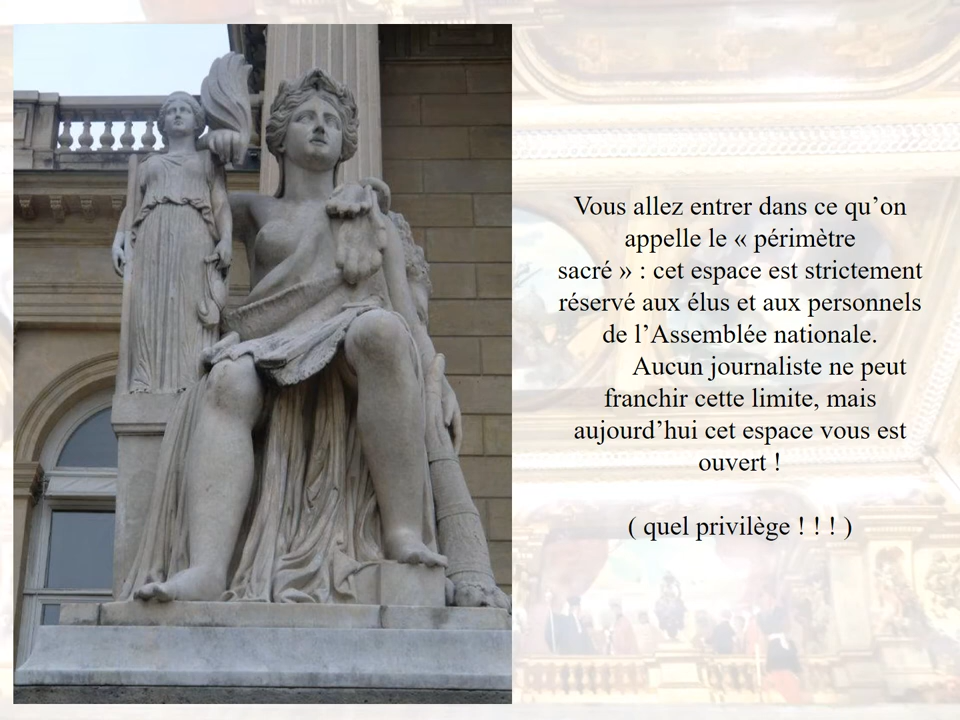 Vous allez entrer dans ce qu’on
appelle le « périmètre
sacré » : cet espace est strictement
réservé aux élus et aux personnels
de l’Assemblée nationale.
Aucun journaliste ne peut
franchir cette limite, mais
aujourd’hui cet espace vous est
ouvert !
( quel privilège ! ! ! )